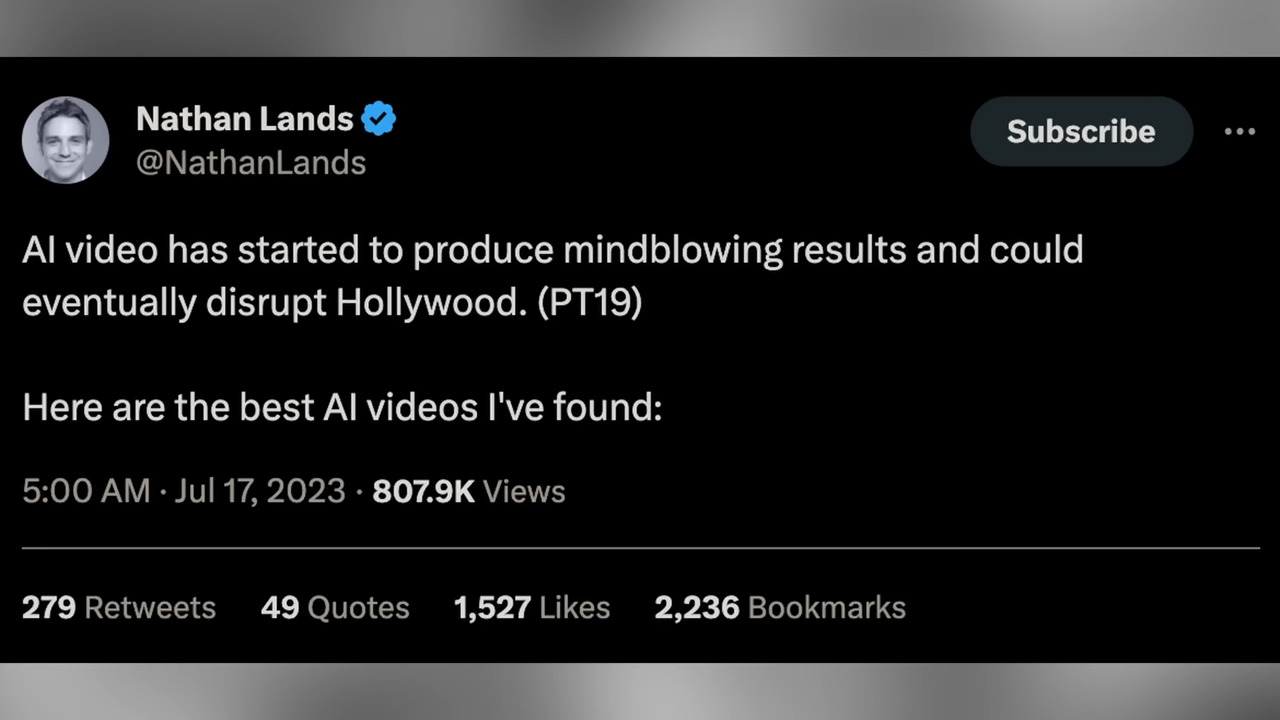 Nathan Lands
@NathanLands
Subscribe
AI video has started to produce mindblowing results and could
eventually disrupt Hollywood. (PT19)
Here are the best AI videos I've found:
5:00 AM · Jul 17, 2023 · 807.9K Views
279 Retweets 49 Quotes 1,527 Likes 2,236 Bookmarks